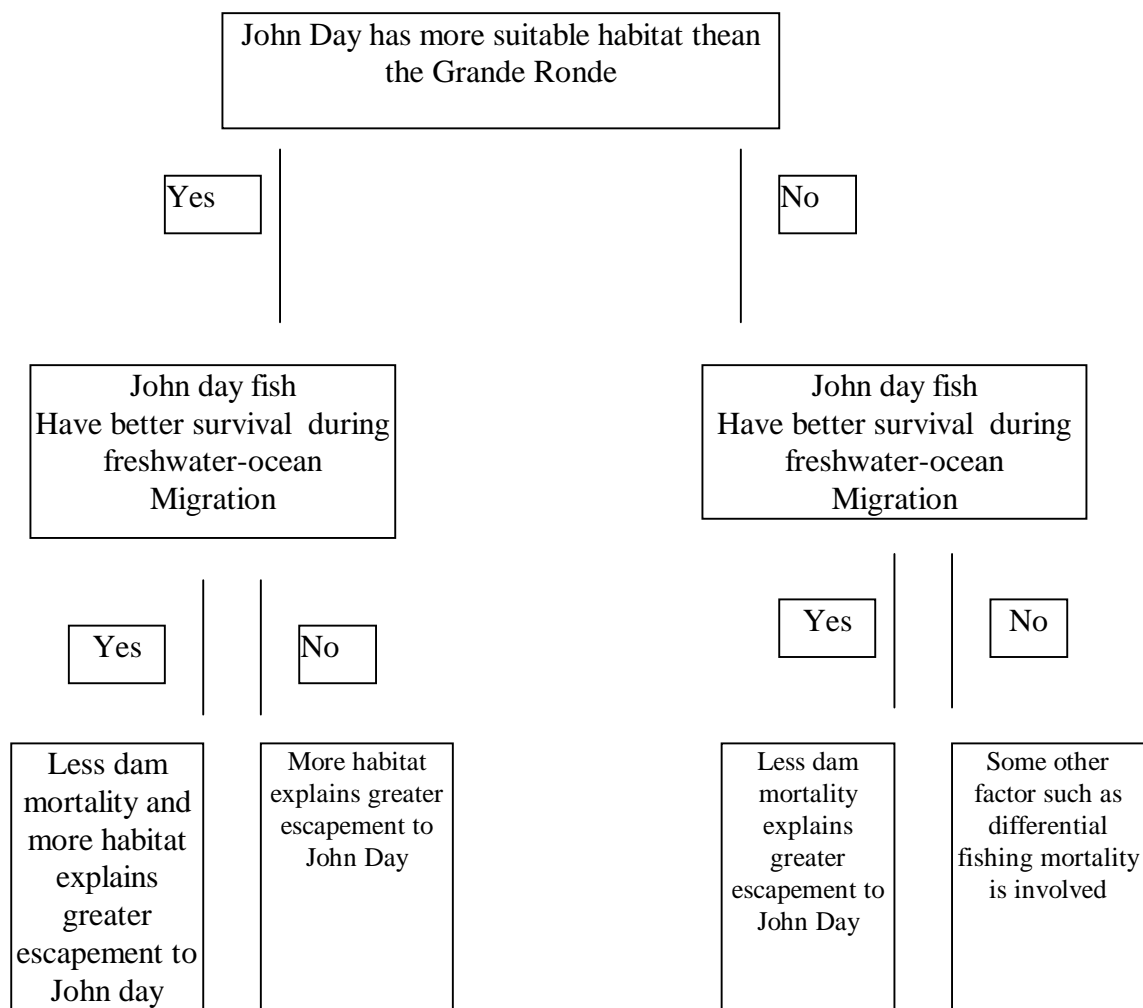 John Day has more suitable habitat thean
the Grande Ronde
Yes
No
John day fish
Have better survival during
freshwater-ocean
Migration
John day fish
Have better survival during
freshwater-ocean
Migration
Yes
No
Yes
No
Less dam
mortality and
more habitat
explains
greater
escapement to
John day
More habitat
explains greater
escapement to
John Day
Less dam
mortality
explains
greater
escapement to
John Day
Some other
factor such as
differential
fishing mortality
is involved